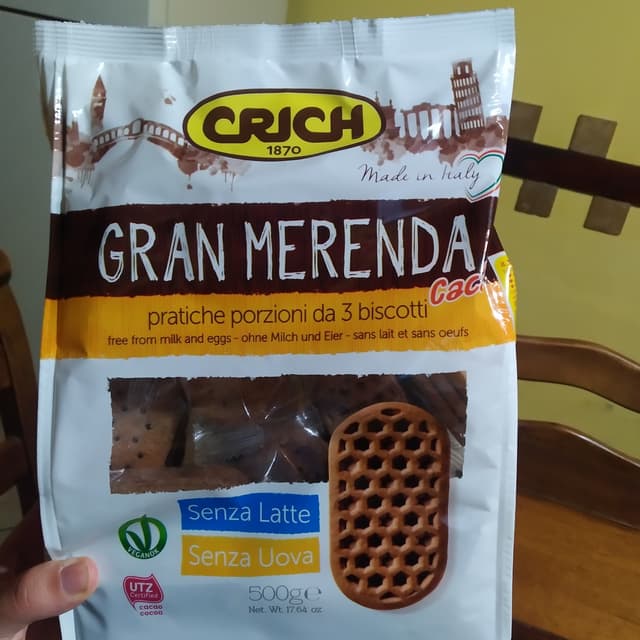 CRICH
1870
Made in Italy
GRAN MERENDA
pratiche porzioni da 3 biscotti
free from milk and eggs - ohne Milch und Eier - sans lait et sans oeufs
Senza Latte
Senza Uova
VEGANOK
UTZ
Certified
cacao
cocoa
500g e
Net. Wt. 17.64 oz